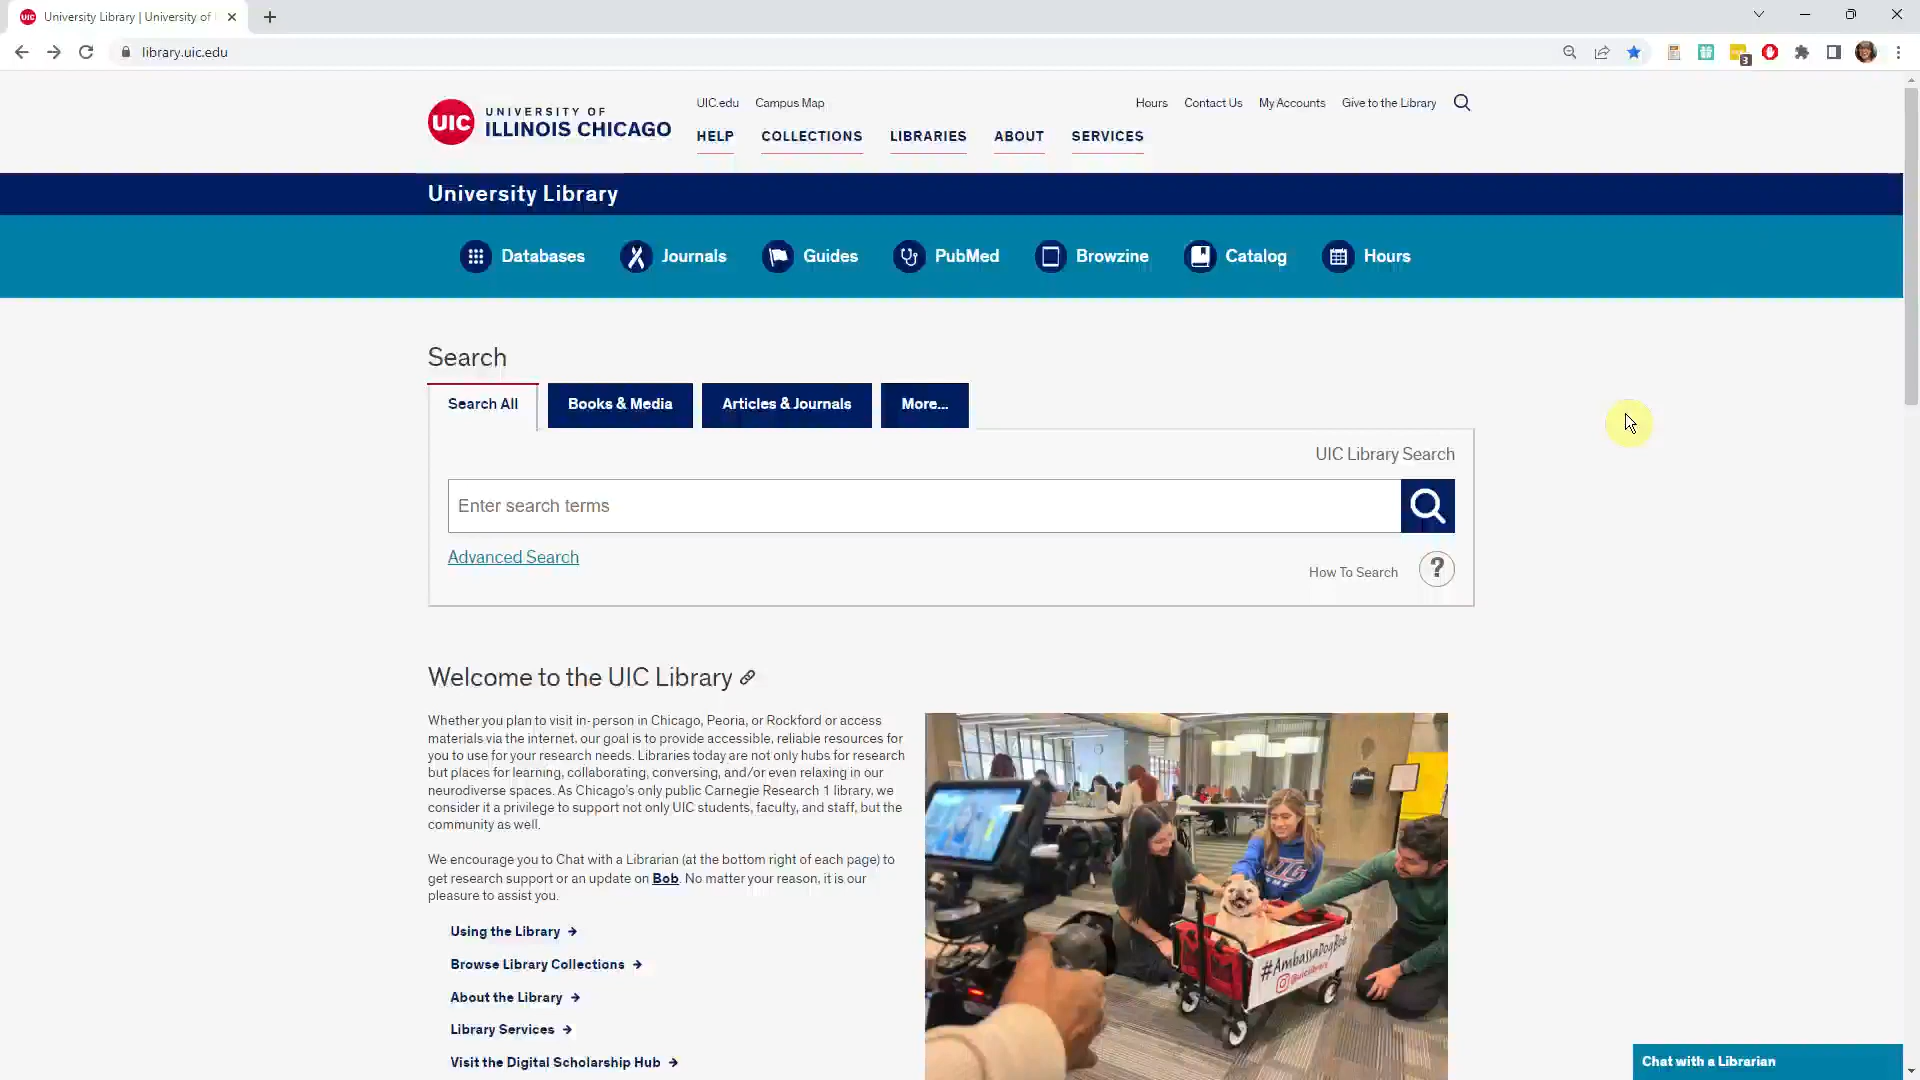 UIC University Library | University of
library.uic.edu
3
UIC
UNIVERSITY OF
ILLINOIS CHICAGO
UIC.edu Campus Map
Hours Contact Us My Accounts Give to the Library
HELP COLLECTIONS LIBRARIES ABOUT SERVICES
University Library
Databases Journals Guides PubMed Browzine Catalog Hours
Search
Search All Books & Media Articles & Journals More...
UIC Library Search
Enter search terms
Advanced Search
How To Search ?
Welcome to the UIC Library
Whether you plan to visit in-person in Chicago, Peoria, or Rockford or access
materials via the internet, our goal is to provide accessible, reliable resources for
you to use for your research needs. Libraries today are not only hubs for research
but places for learning, collaborating, conversing, and/or even relaxing in our
neurodiverse spaces. As Chicago's only public Carnegie Research 1 library, we
consider it a privilege to support not only UIC students, faculty, and staff, but the
community as well.
We encourage you to Chat with a Librarian (at the bottom right of each page) to
get research support or an update on Bob. No matter your reason, it is our
pleasure to assist you.
Using the Library →
Browse Library Collections →
About the Library →
Library Services →
Visit the Digital Scholarship Hub →
#AmbassaDogBob
@uiclibrary
Chat with a Librarian